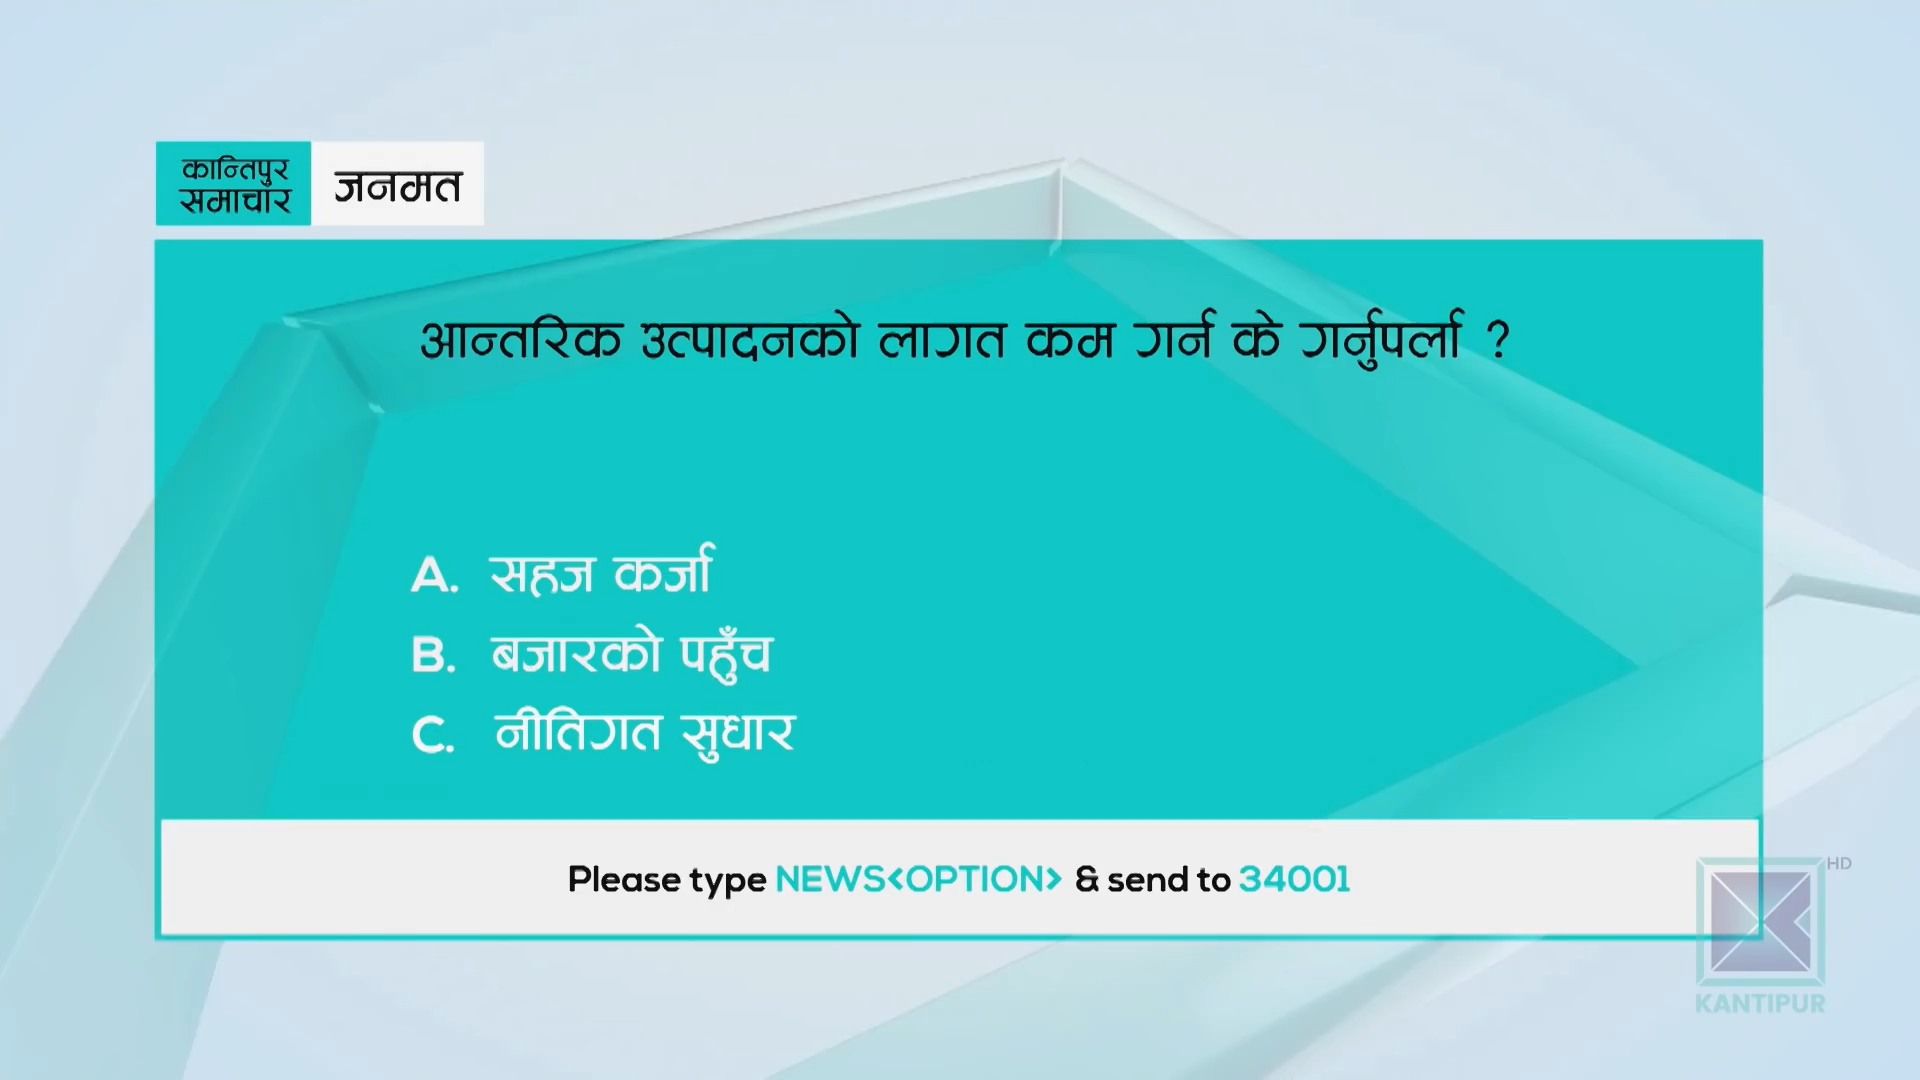 कान्तिपुर
समाचार
जनमत
आन्तरिक उत्पादनको लागत कम गर्न के गर्नुपर्ला ?
A. सहज कर्जा
B. बजारको पहुँच
C. नीतिगत सुधार
Please type NEWS<OPTION> & send to 34001
HD
KANTIPUR